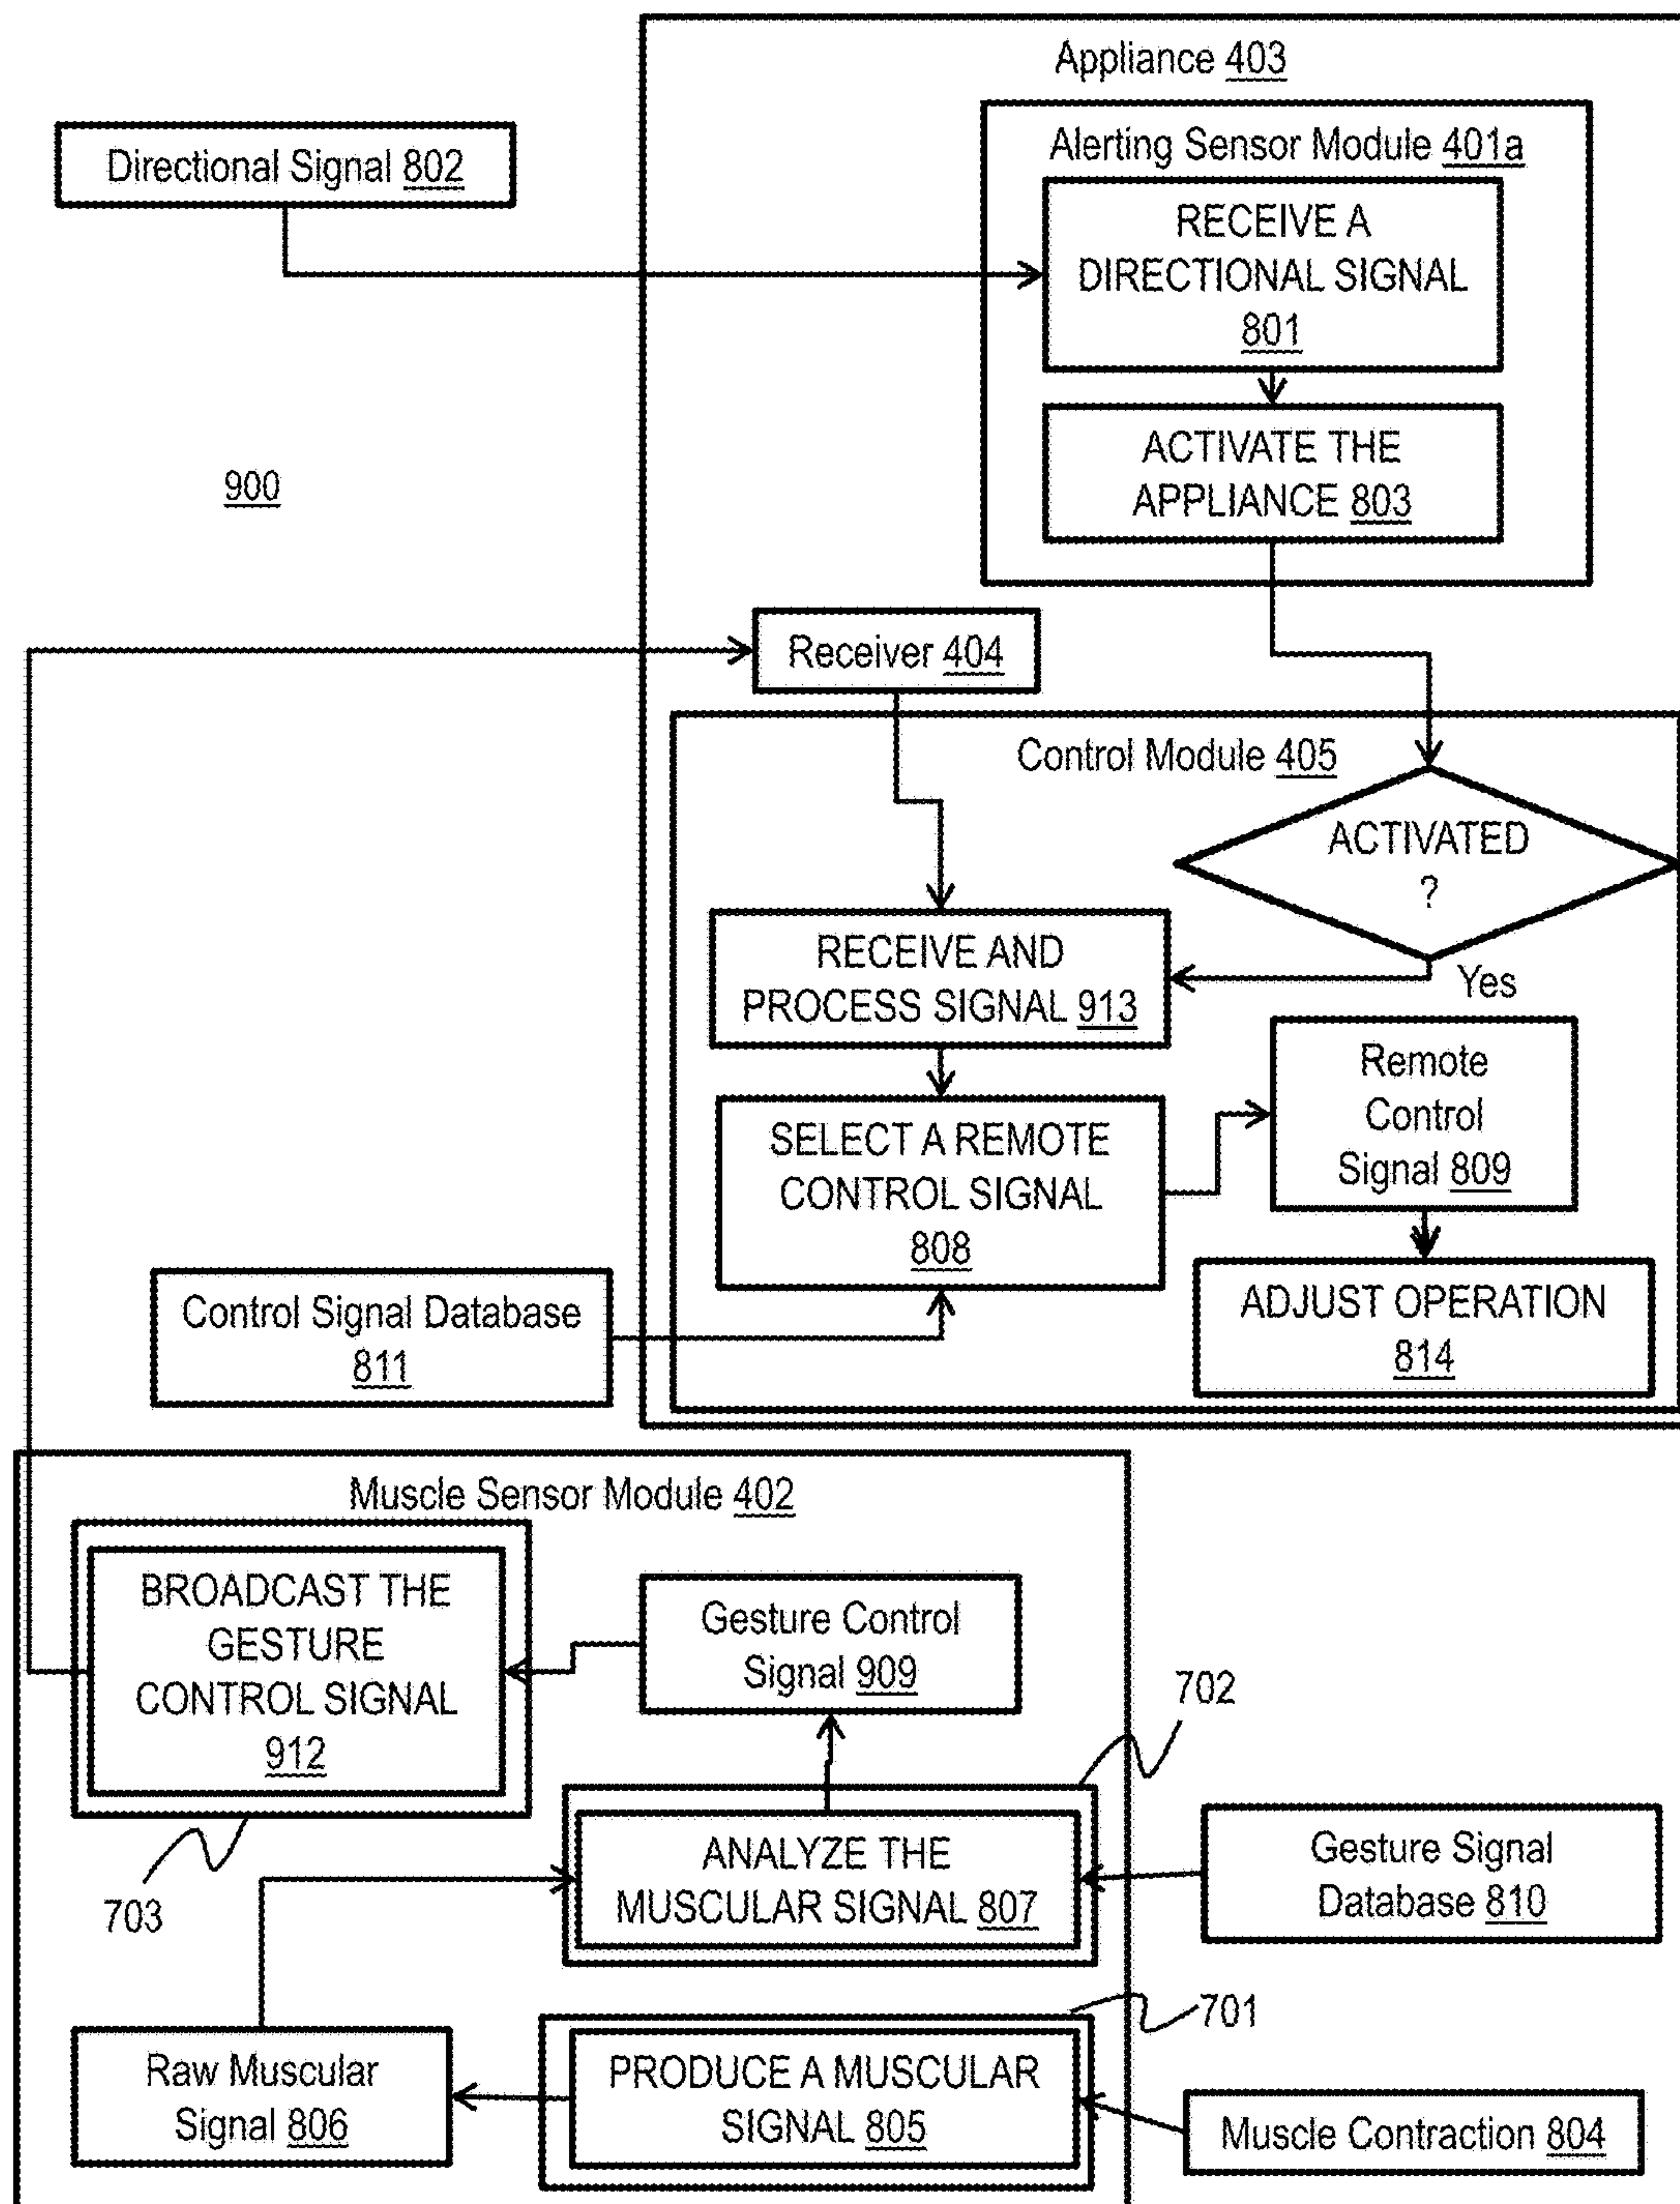 Appliance 403
Directional Signal 802
Alerting Sensor Module 401a
RECEIVE A
DIRECTIONAL SIGNAL
801
ACTIVATE THE
APPLIANCE 803
900
Receiver 404
Control Module 405
ACTIVATED
?
Yes
RECEIVE AND
PROCESS SIGNAL 913
Remote
Control
Signal 809
SELECT A REMOTE
CONTROL SIGNAL
808
Control Signal Database
811
ADJUST OPERATION
814
Muscle Sensor Module 402
BROADCAST THE
GESTURE
CONTROL SIGNAL
912
Gesture Control
Signal 909
702
703
ANALYZE THE
MUSCULAR SIGNAL 807
Gesture Signal
Database 810
701
Raw Muscular
Signal 806
PRODUCE A MUSCULAR
SIGNAL 805
Muscle Contraction 804